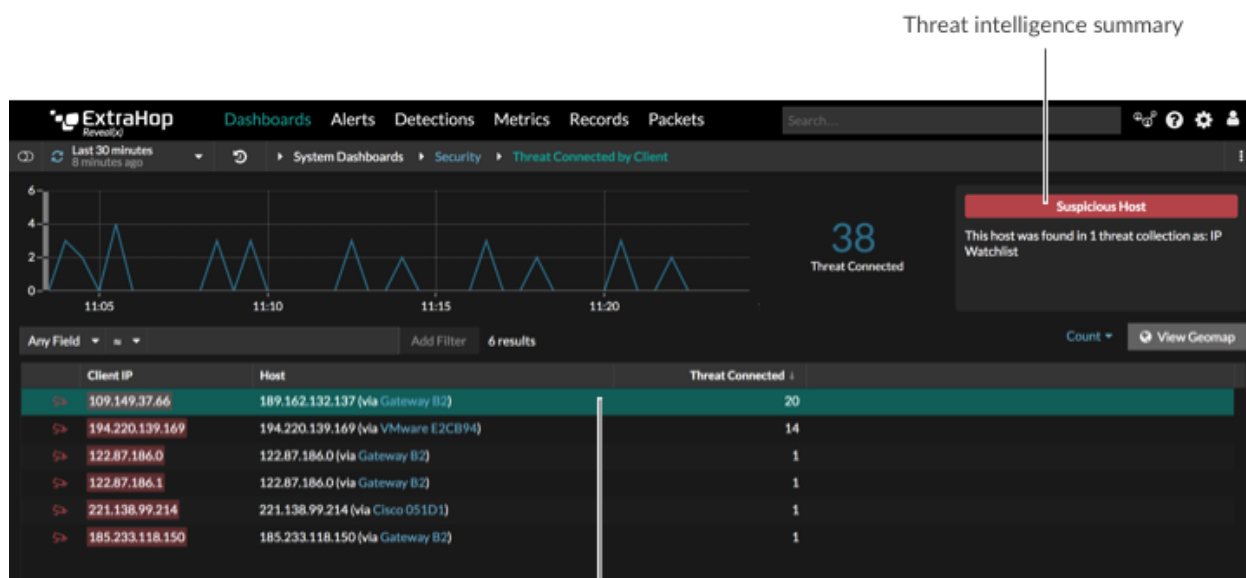 Threat intelligence summary
ExtraHop Dashboards Alerts Detections Metrics Records Packets Search...
Reveal(x)
Last 30 minutes
8 minutes ago
System Dashboards Security Threat Connected by Client
6
4
2
0
11:05 11:10 11:15 11:20
38
Threat Connected
Suspicious Host
This host was found in 1 threat collection as: IP
Watchlist
Any Field ≈ Add Filter 6 results Count View Geomap
Client IP Host Threat Connected ↓
109.149.37.66 189.162.132.137 (via Gateway B2) 20
194.220.139.169 194.220.139.169 (via VMware E2CB94) 14
122.87.186.0 122.87.186.0 (via Gateway B2) 1
122.87.186.1 122.87.186.0 (via Gateway B2) 1
221.138.99.214 221.138.99.214 (via Cisco 051D1) 1
185.233.118.150 185.233.118.150 (via Gateway B2) 1